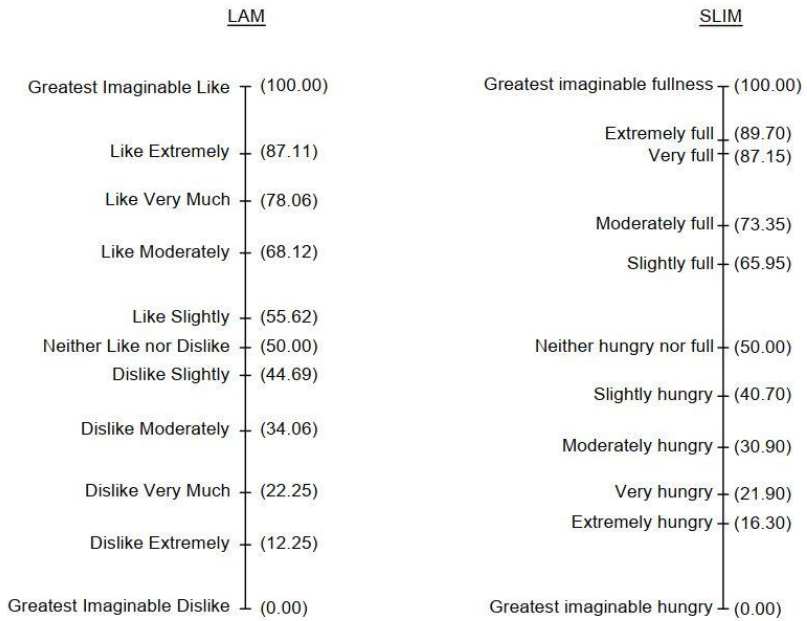 LAM
Greatest Imaginable Like (100.00)
Like Extremely (87.11)
Like Very Much (78.06)
Like Moderately (68.12)
Like Slightly (55.62)
Neither Like nor Dislike (50.00)
Dislike Slightly (44.69)
Dislike Moderately (34.06)
Dislike Very Much (22.25)
Dislike Extremely (12.25)
Greatest Imaginable Dislike (0.00)
SLIM
Greatest imaginable fullness (100.00)
Extremely full (89.70)
Very full (87.15)
Moderately full (73.35)
Slightly full (65.95)
Neither hungry nor full (50.00)
Slightly hungry (40.70)
Moderately hungry (30.90)
Very hungry (21.90)
Extremely hungry (16.30)
Greatest imaginable hungry (0.00)